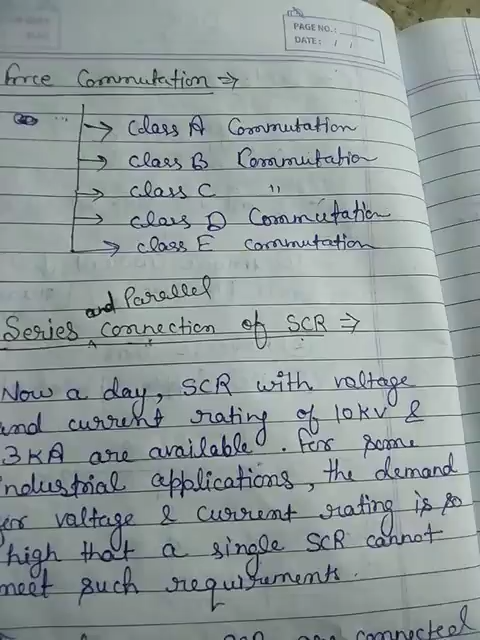 PAGE NO.:
DATE: / /
Force Commutation ⇒
→ Class A Commutation
→ Class B Commutation
→ Class C "
→ Class D Commutation
→ Class E Commutation
and Parallel
Series ^ Connection of SCR ⇒
Now a day, SCR with voltage
and current rating of 10KV &
3KA are available. For some
industrial applications, the demand
for voltage & current rating is so
high that a single SCR cannot
meet such requirements.
SCR are connected